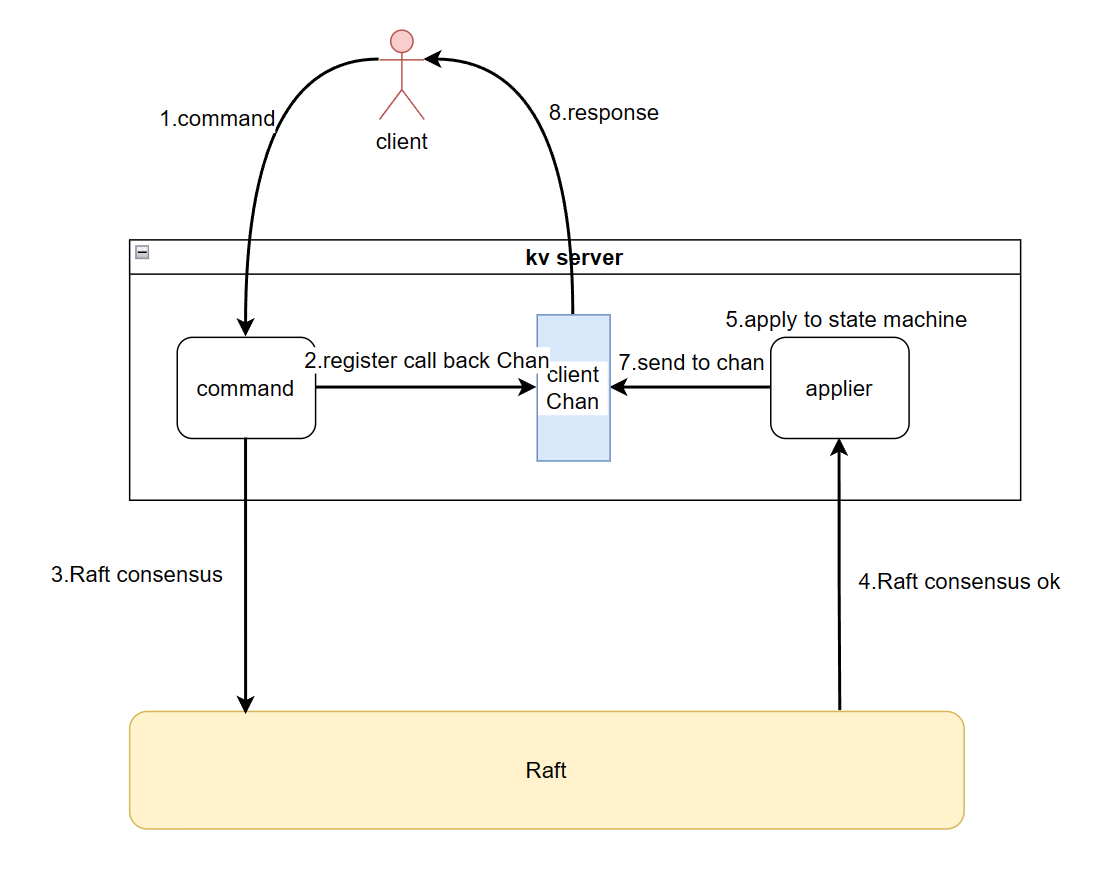 1.command
8.response
client
kv server
5.apply to state machine
2.register call back Chan
7.send to chan
command
client
Chan
applier
3.Raft consensus
4.Raft consensus ok
Raft